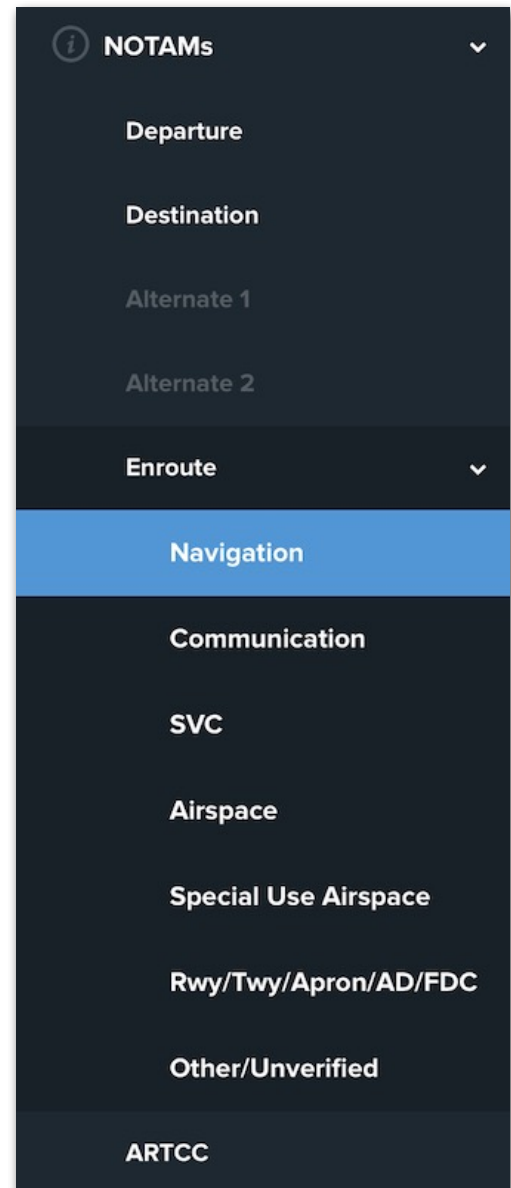 NOTAMs
Departure
Destination
Alternate 1
Alternate 2
Enroute
Navigation
Communication
SVC
Airspace
Special Use Airspace
Rwy/Twy/Apron/AD/FDC
Other/Unverified
ARTCC